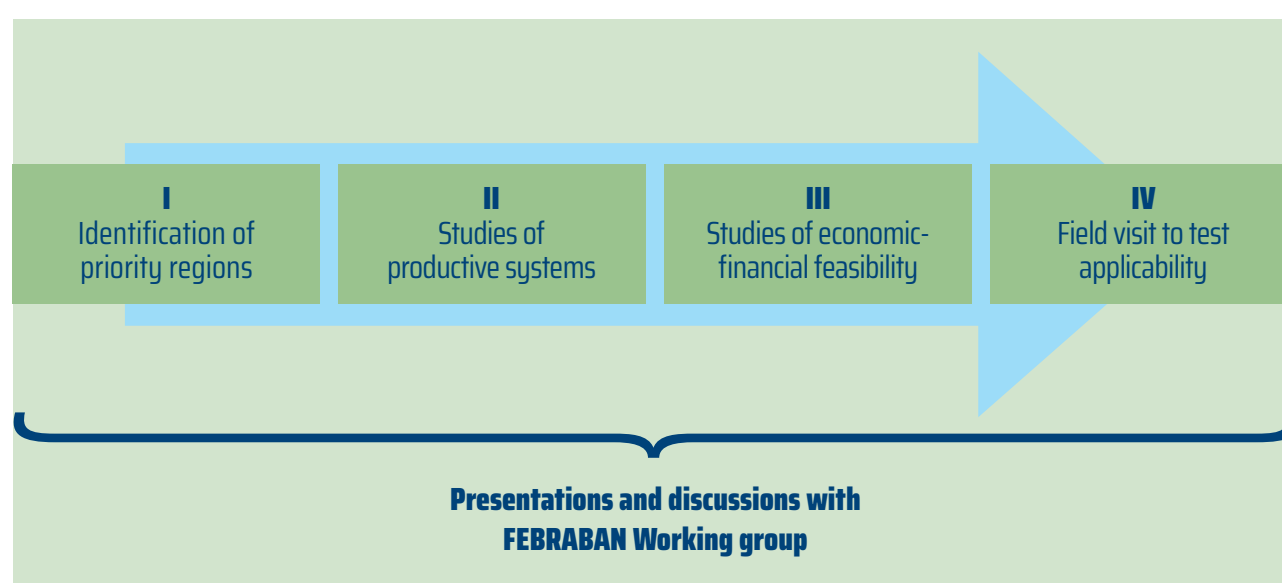 I
Identification of
priority regions
II
Studies of
productive systems
III
Studies of economic-
financial feasibility
IV
Field visit to test
applicability
Presentations and discussions with
FEBRABAN Working group